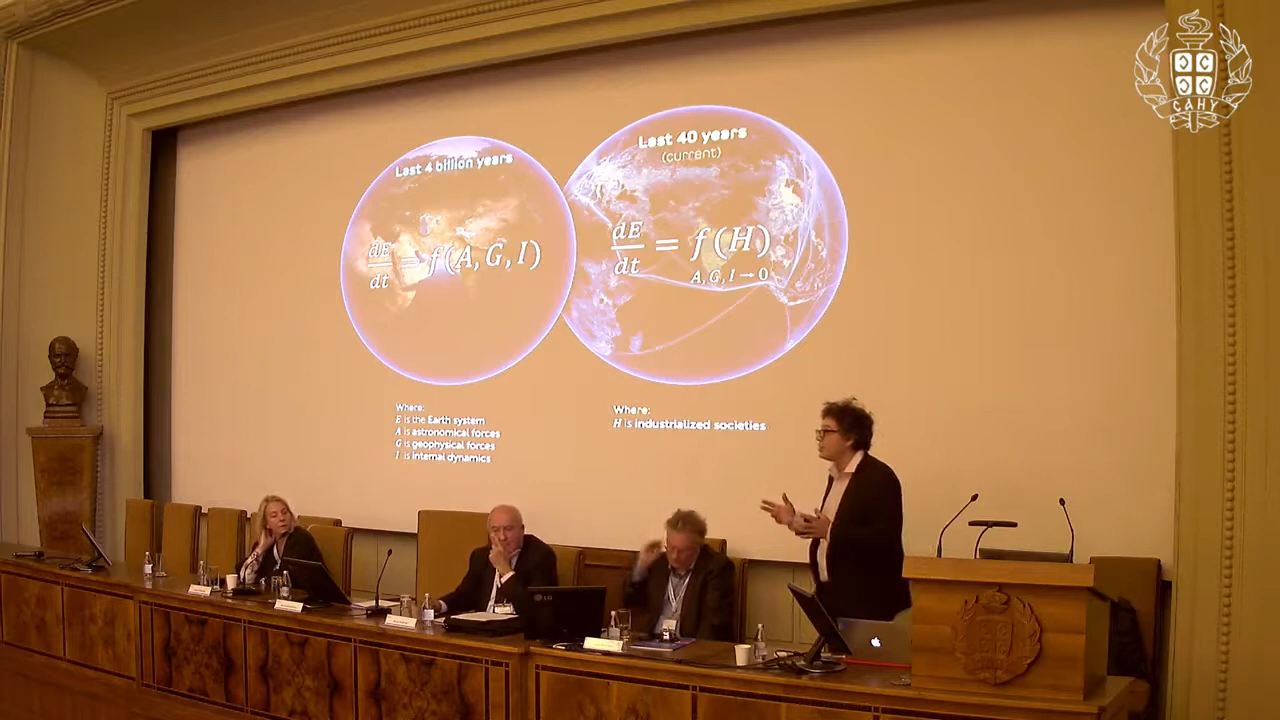 Last 4 billion years
dE/dt = f(A, G, I)
Where:
E is the Earth system
A is astronomical forces
G is geophysical forces
I is internal dynamics
Last 40 years
(current)
dE/dt = f(H)
A, G, I → 0
Where:
H is industrialized societies
САНУ
LG